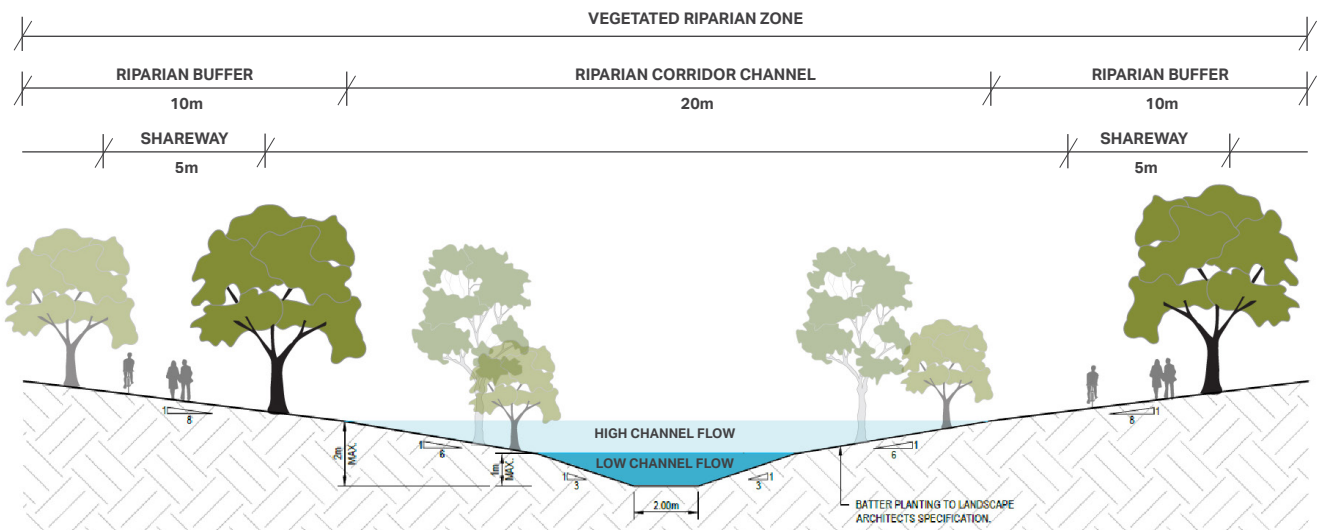 VEGETATED RIPARIAN ZONE
RIPARIAN BUFFER
RIPARIAN CORRIDOR CHANNEL
RIPARIAN BUFFER
10m
20m
10m
SHAREWAY
SHAREWAY
5m
5m
1
8
1
8
HIGH CHANNEL FLOW
2m
MAX.
1
6
1
6
LOW CHANNEL FLOW
1m
MAX.
1
3
1
3
2.00m
BATTER PLANTING TO LANDSCAPE
ARCHITECTS SPECIFICATION.